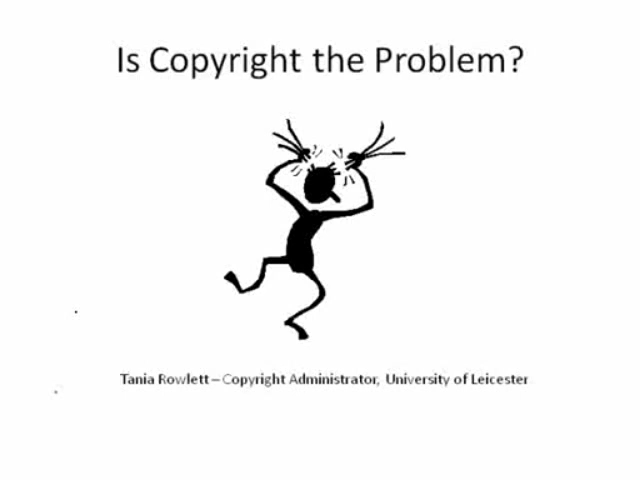 Is Copyright the Problem?
Tania Rowlett – Copyright Administrator, University of Leicester